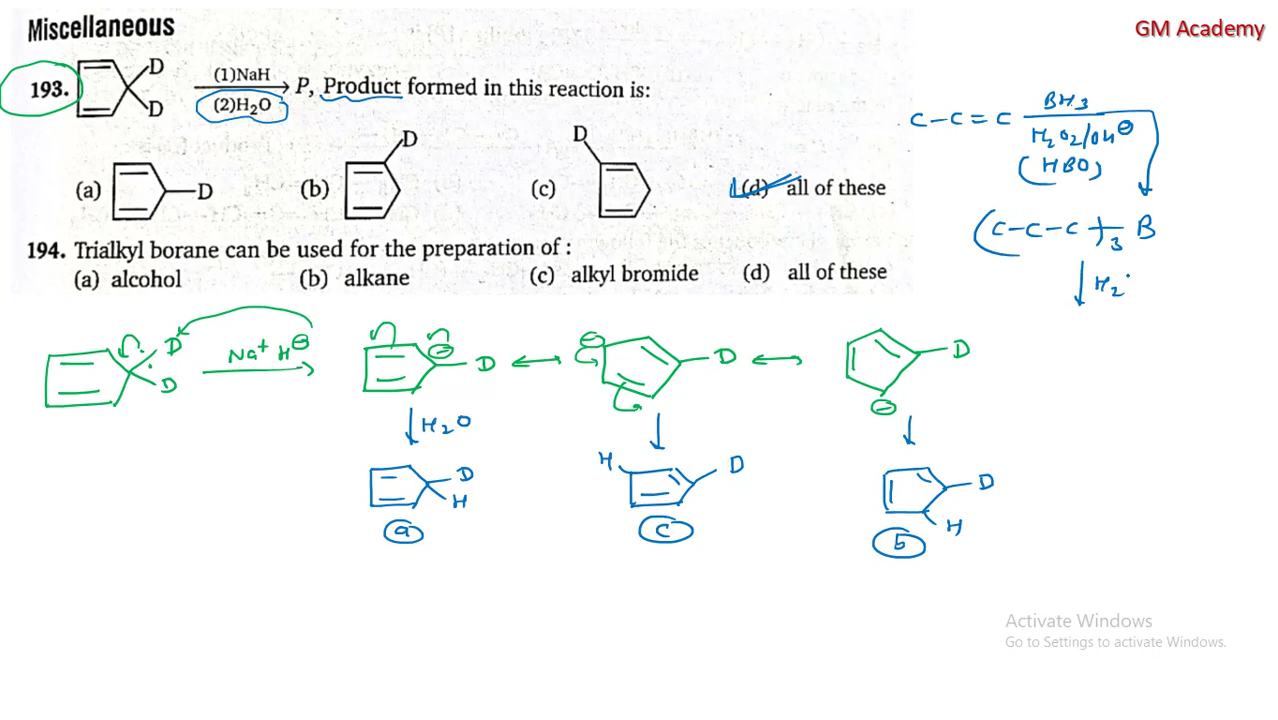 Miscellaneous
GM Academy
193. D D (1)NaH (2)H₂O P, Product formed in this reaction is:
(a) D (b) D (c) D (d) all of these
194. Trialkyl borane can be used for the preparation of :
(a) alcohol (b) alkane (c) alkyl bromide (d) all of these
C-C=C BH3
H2O2/OH⊖
(HBO)
(C-C-C)3 B
H2
D D Na+ H⊖ ⊖ D ⊖ D D ⊖
H2O
D H H D D H
a c b
Activate Windows
Go to Settings to activate Windows.